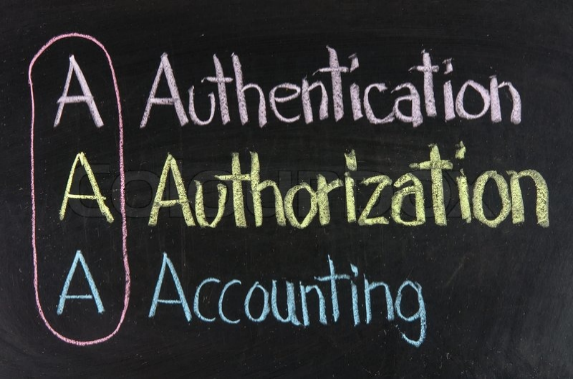 A Authentication
A Authorization
A Accounting